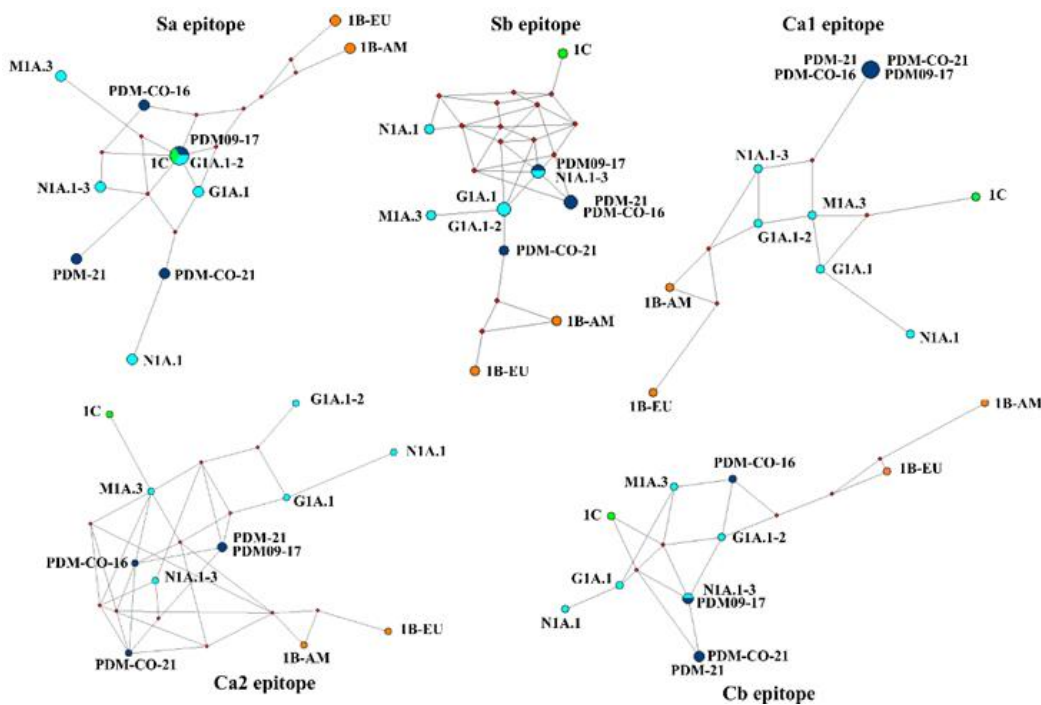 Sa epitope
1B-EU
1B-AM
M1A.3
PDM-CO-16
PDM09-17
1C
G1A.1-2
N1A.1-3
G1A.1
PDM-21
PDM-CO-21
N1A.1
Sb epitope
1C
N1A.1
PDM09-17
N1A.1-3
G1A.1
PDM-21
PDM-CO-16
M1A.3
G1A.1-2
PDM-CO-21
1B-AM
1B-EU
Ca1 epitope
PDM-21 PDM-CO-21
PDM-CO-16 PDM09-17
N1A.1-3
1C
M1A.3
G1A.1-2
G1A.1
1B-AM
N1A.1
1B-EU
G1A.1-2
1C
N1A.1
M1A.3
G1A.1
PDM-21
PDM09-17
PDM-CO-16
N1A.1-3
1B-EU
1B-AM
PDM-CO-21
Ca2 epitope
1B-AM
PDM-CO-16
1B-EU
M1A.3
1C
G1A.1-2
G1A.1
N1A.1-3
PDM09-17
N1A.1
PDM-CO-21
PDM-21
Cb epitope